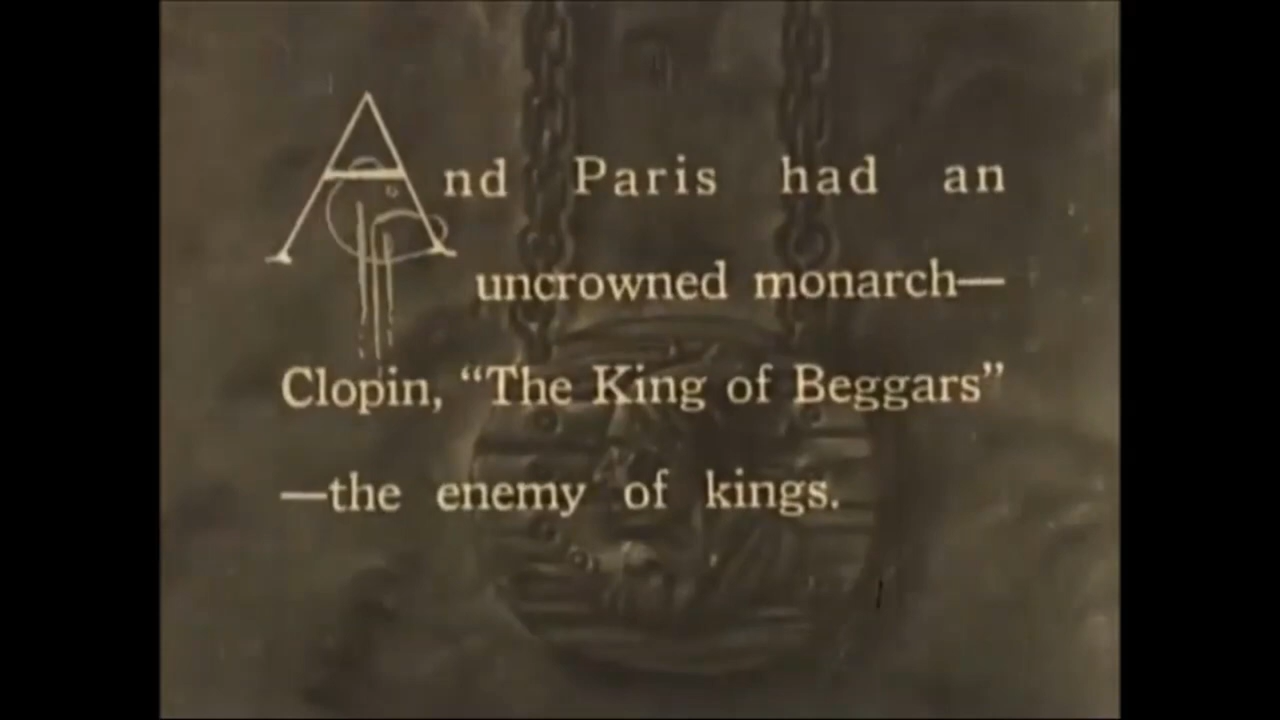 And Paris had an
uncrowned monarch—
Clopin, “The King of Beggars”
—the enemy of kings.